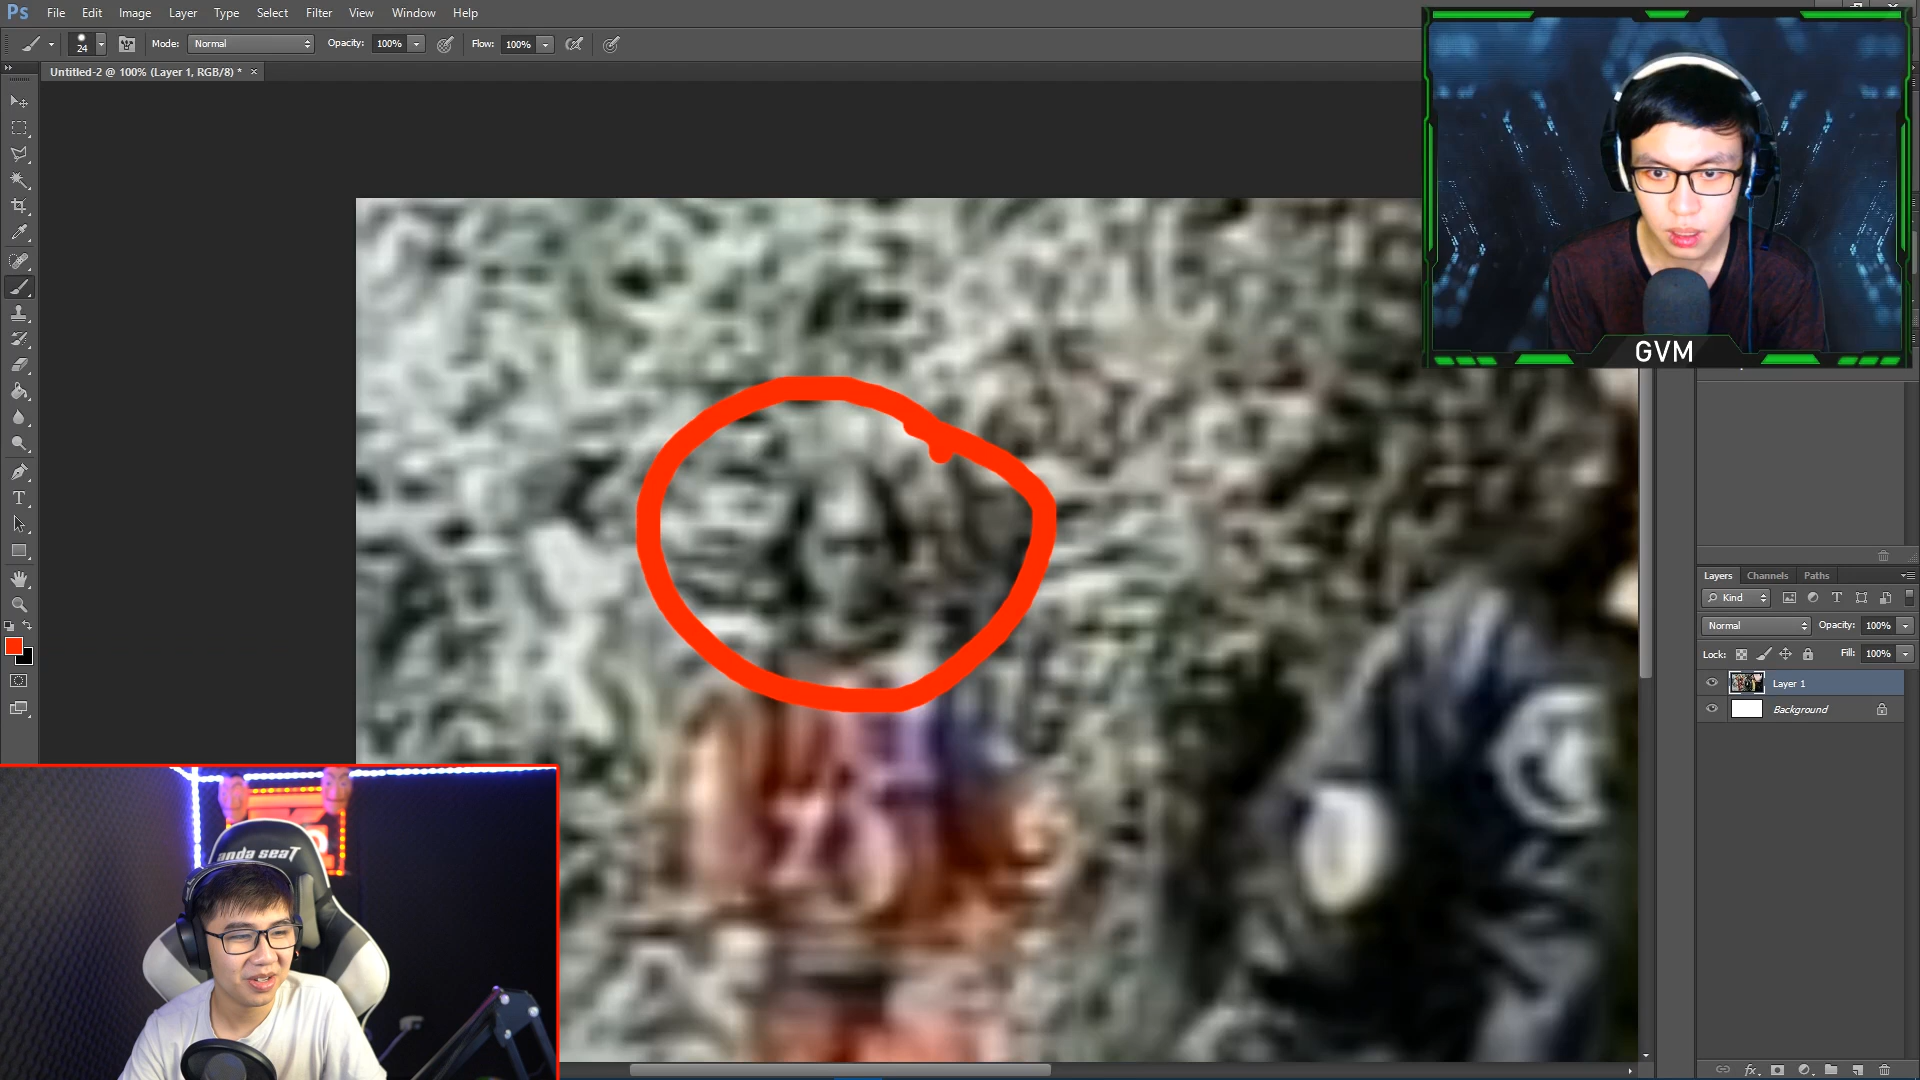 Ps File Edit Image Layer Type Select Filter View Window Help
24 Mode: Normal Opacity: 100% Flow: 100%
Untitled-2 @ 100% (Layer 1, RGB/8) * ×
GVM
Layers Channels Paths
Kind T
Normal Opacity: 100%
Lock: Fill: 100%
Layer 1
Background
T
anda seaT
fx